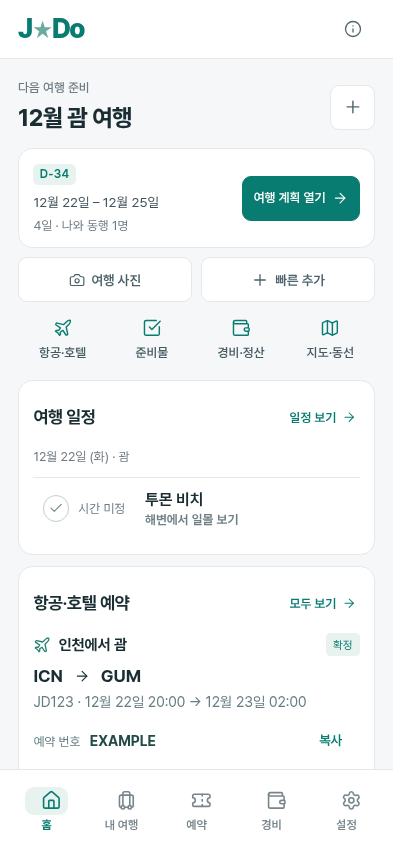 J★Do
다음 여행 준비
12월 괌 여행
D-34
12월 22일 – 12월 25일
4일 · 나와 동행 1명
여행 계획 열기 →
여행 사진
빠른 추가
항공·호텔
준비물
경비·정산
지도·동선
여행 일정
일정 보기 →
12월 22일 (화) · 괌
시간 미정
투몬 비치
해변에서 일몰 보기
항공·호텔 예약
모두 보기 →
인천에서 괌
확정
ICN → GUM
JD123 · 12월 22일 20:00 → 12월 23일 02:00
예약 번호 EXAMPLE
복사
홈
내 여행
예약
경비
설정